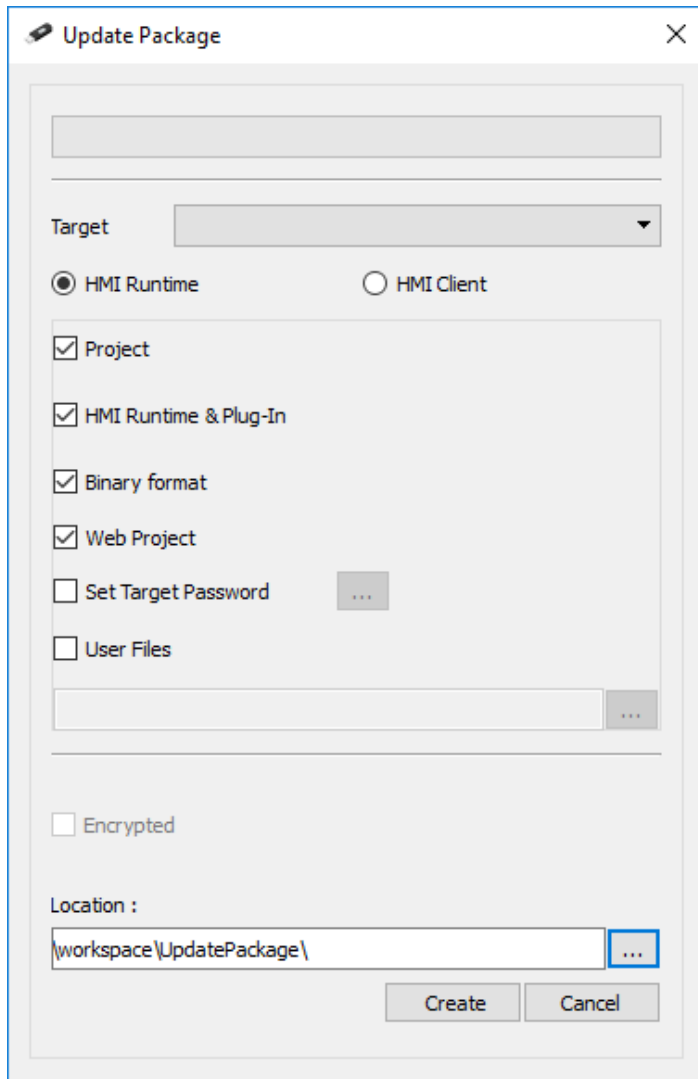 Update Package
Target
HMI Runtime
HMI Client
Project
HMI Runtime & Plug-In
Binary format
Web Project
Set Target Password
...
User Files
...
Encrypted
Location :
\workspace\UpdatePackage\
...
Create
Cancel